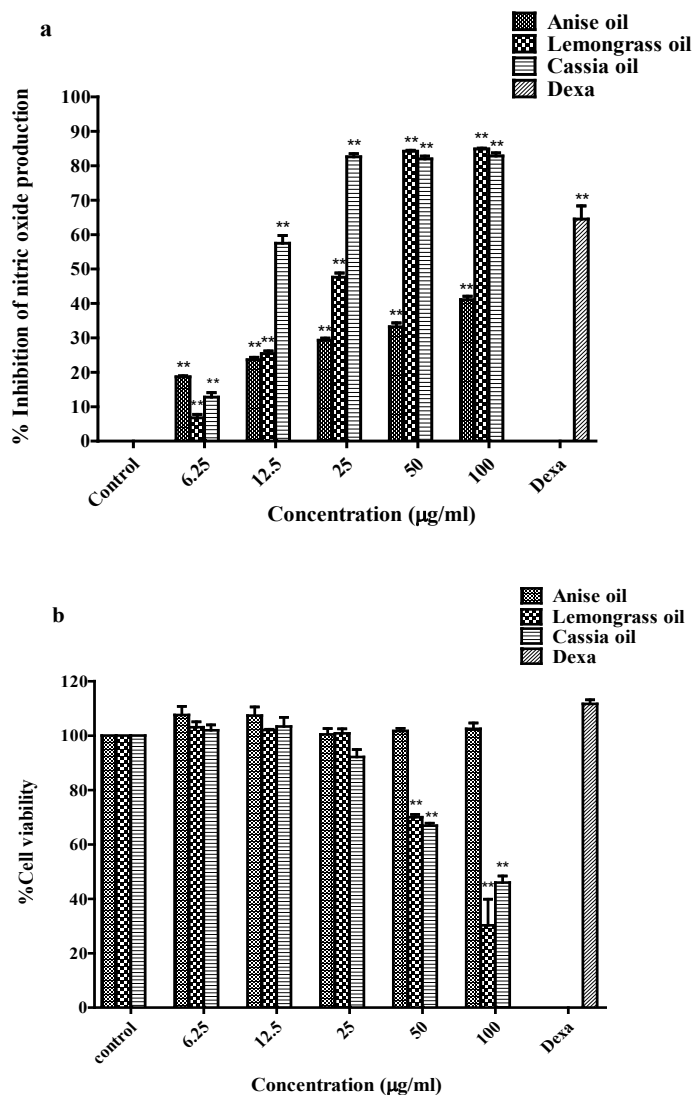 a
Anise oil
Lemongrass oil
Cassia oil
Dexa
% Inhibition of nitric oxide production
100
90
80
70
60
50
40
30
20
10
0
** ** **
** ** **
** ** **
** ** **
** ** **
**
Control 6.25 12.5 25 50 100 Dexa
Concentration (µg/ml)
b
Anise oil
Lemongrass oil
Cassia oil
Dexa
%Cell viability
120
100
80
60
40
20
0
** **
** **
control 6.25 12.5 25 50 100 Dexa
Concentration (µg/ml)